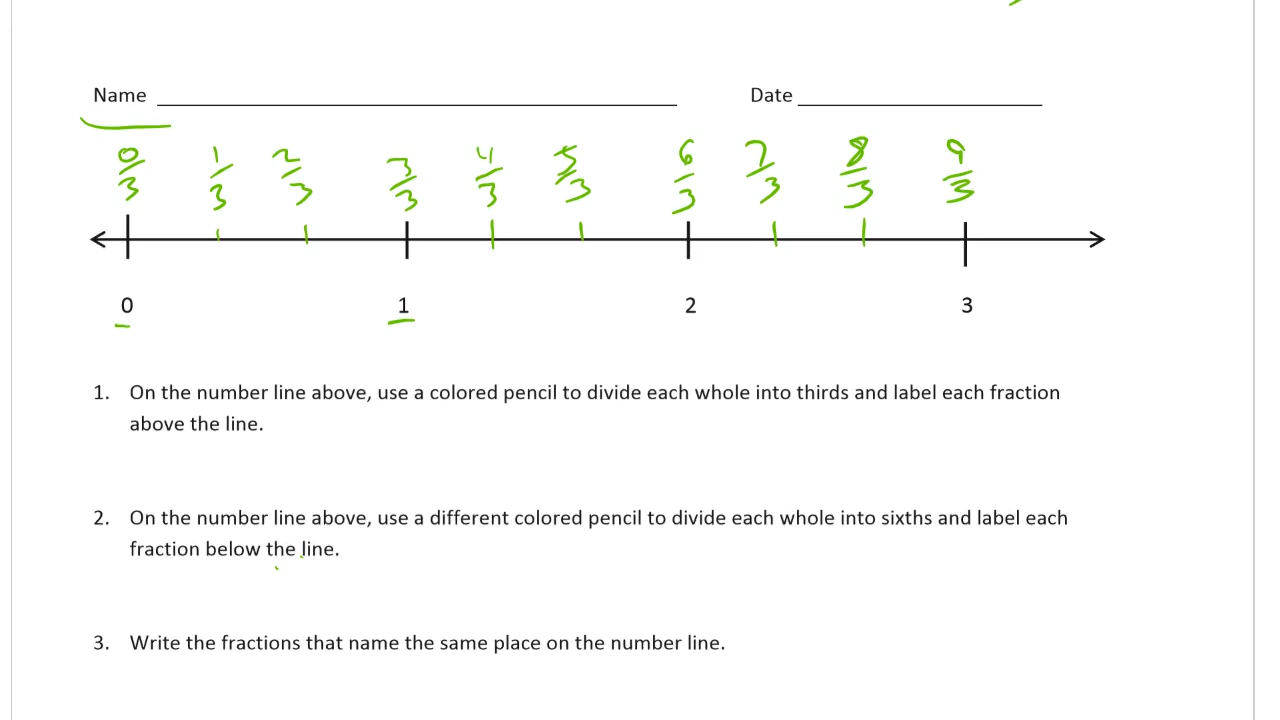 Name Date
0/3 1/3 2/3 3/3 4/3 5/3 6/3 7/3 8/3 9/3
0 1 2 3
1. On the number line above, use a colored pencil to divide each whole into thirds and label each fraction
above the line.
2. On the number line above, use a different colored pencil to divide each whole into sixths and label each
fraction below the line.
3. Write the fractions that name the same place on the number line.